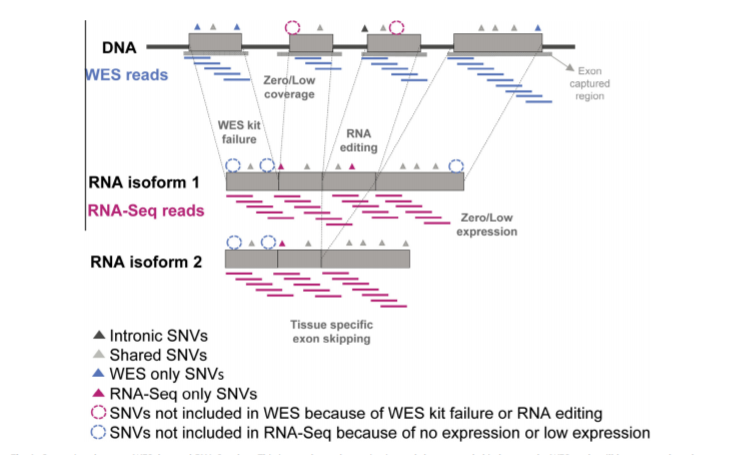 DNA
WES reads
Zero/Low
coverage
Exon
captured
region
WES kit
failure
RNA
editing
RNA isoform 1
RNA-Seq reads
Zero/Low
expression
RNA isoform 2
Tissue specific
exon skipping
Intronic SNVs
Shared SNVs
WES only SNVs
RNA-Seq only SNVs
SNVs not included in WES because of WES kit failure or RNA editing
SNVs not included in RNA-Seq because of no expression or low expression